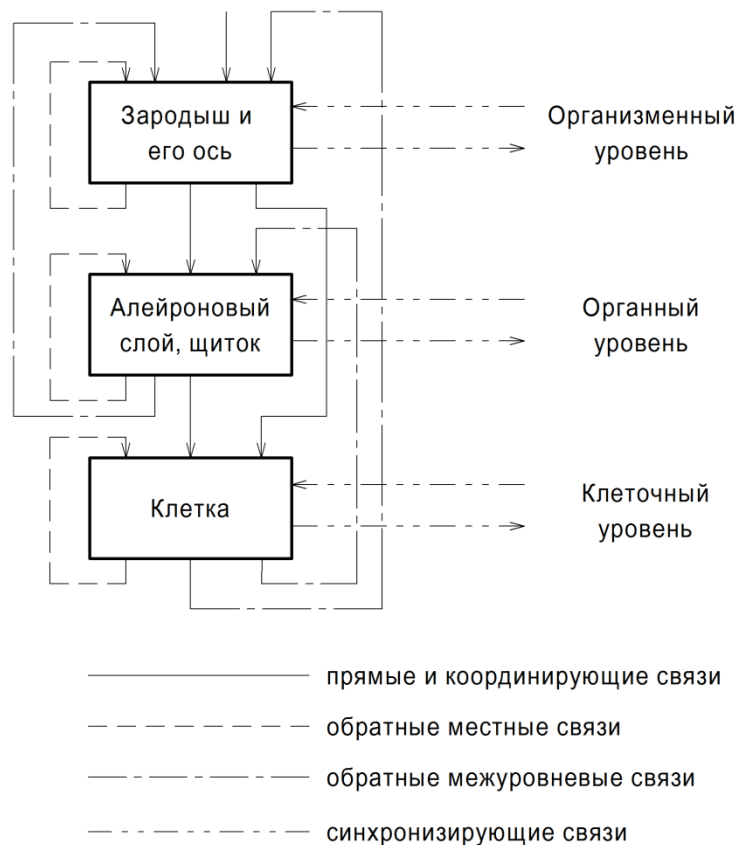 Зародыш и
его ось
Организменный
уровень
Алейроновый
слой, щиток
Органный
уровень
Клетка
Клеточный
уровень
прямые и координирующие связи
обратные местные связи
обратные межуровневые связи
синхронизирующие связи